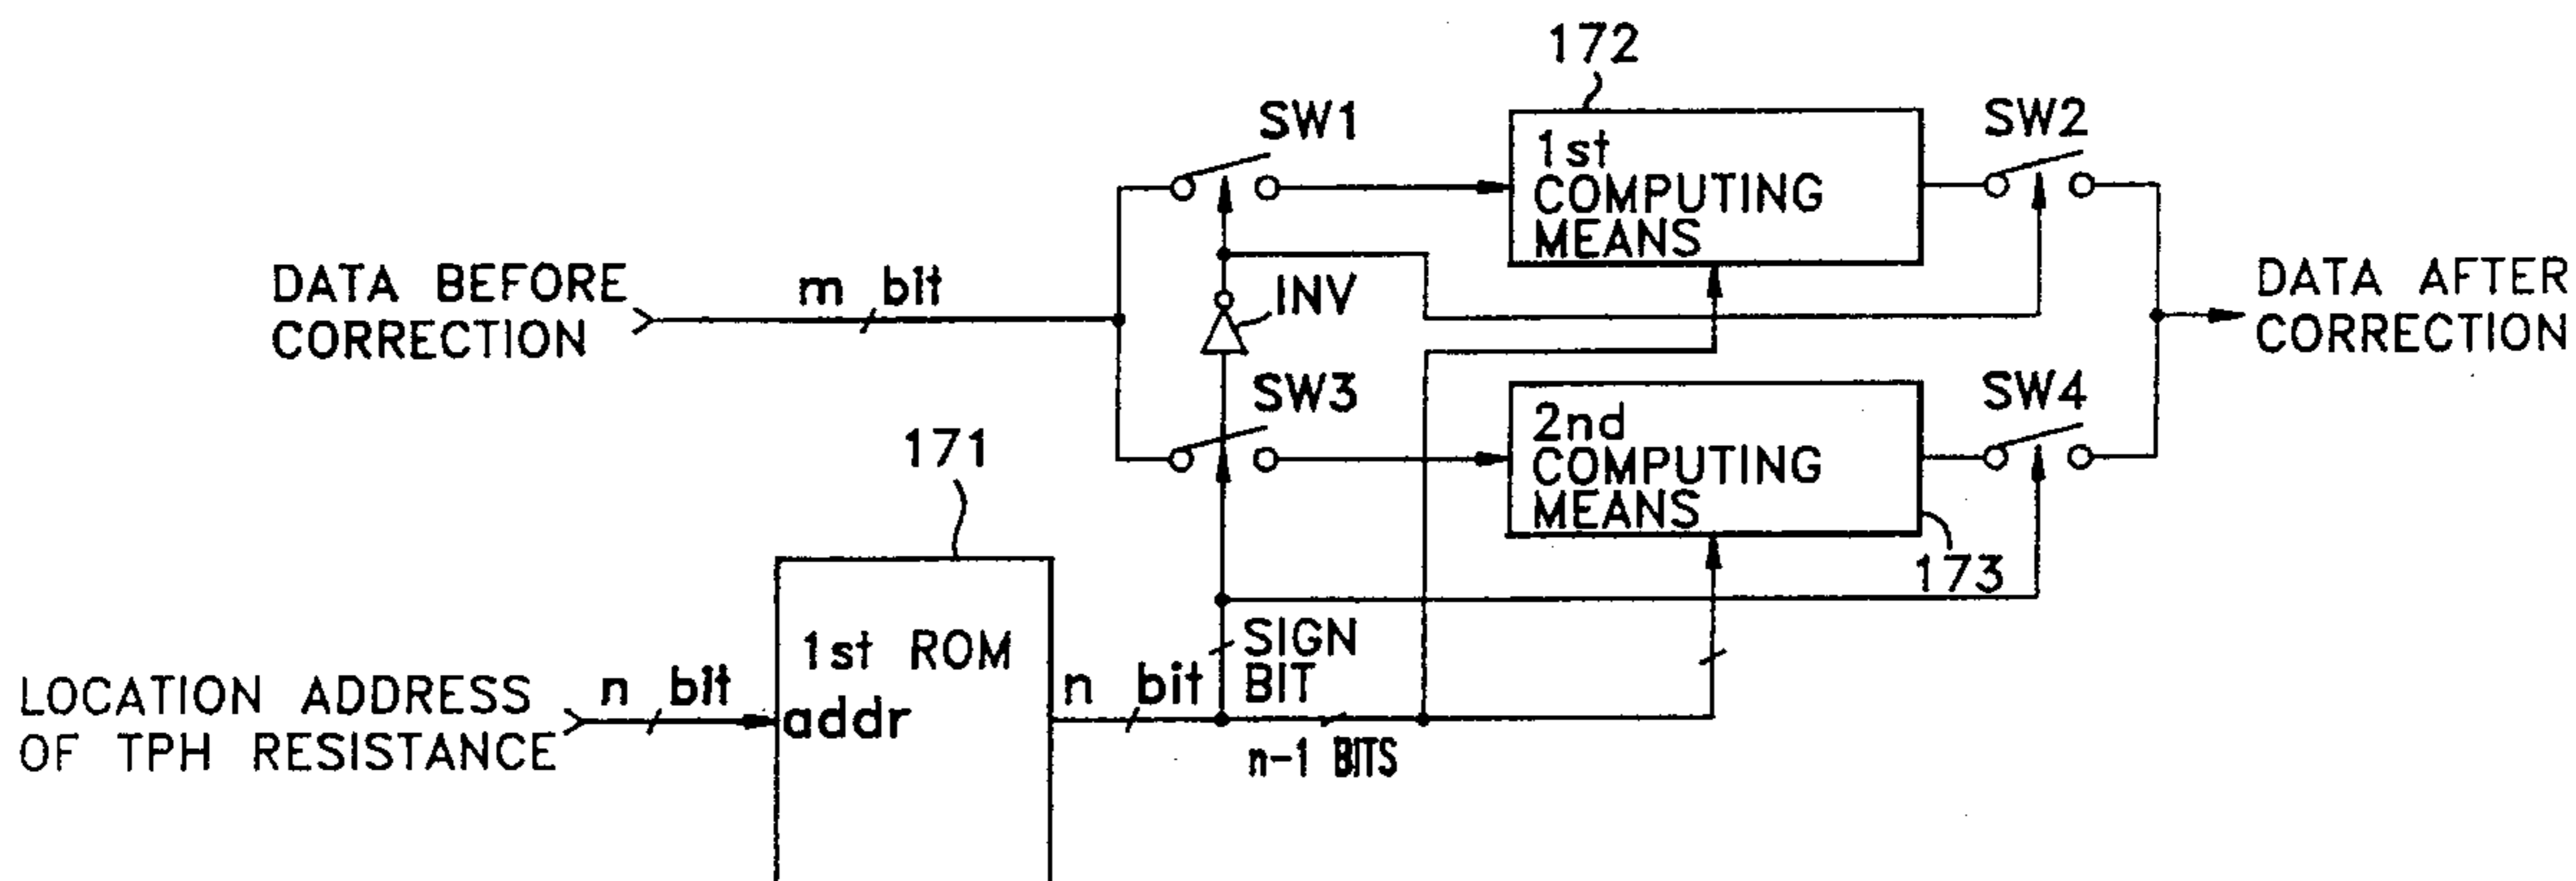 172
SW1
SW2
1st
COMPUTING
MEANS
DATA BEFORE
CORRECTION
m bit
INV
DATA AFTER
CORRECTION
SW3
SW4
2nd
COMPUTING
MEANS
171
173
1st ROM
addr
SIGN
BIT
LOCATION ADDRESS
OF TPH RESISTANCE
n bit
n bit
n-1 BITS